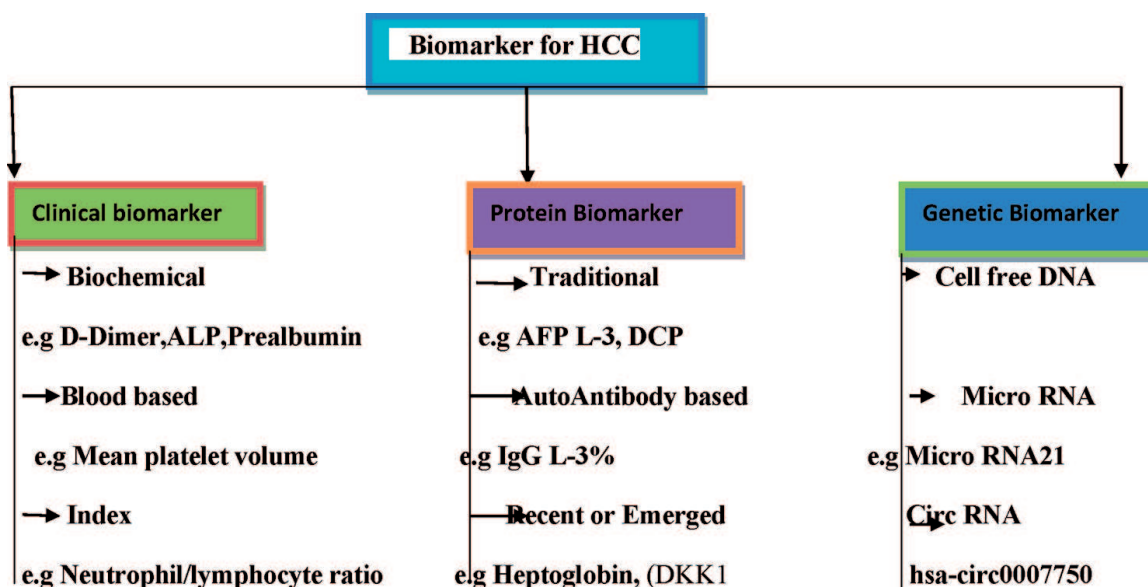 Biomarker for HCC
Clinical biomarker
Biochemical
e.g D-Dimer,ALP,Prealbumin
Blood based
e.g Mean platelet volume
Index
e.g Neutrophil/lymphocyte ratio
Protein Biomarker
Traditional
e.g AFP L-3, DCP
AutoAntibody based
e.g IgG L-3%
Recent or Emerged
e.g Heptoglobin, (DKK1
Genetic Biomarker
Cell free DNA
Micro RNA
e.g Micro RNA21
Circ RNA
hsa-circ0007750